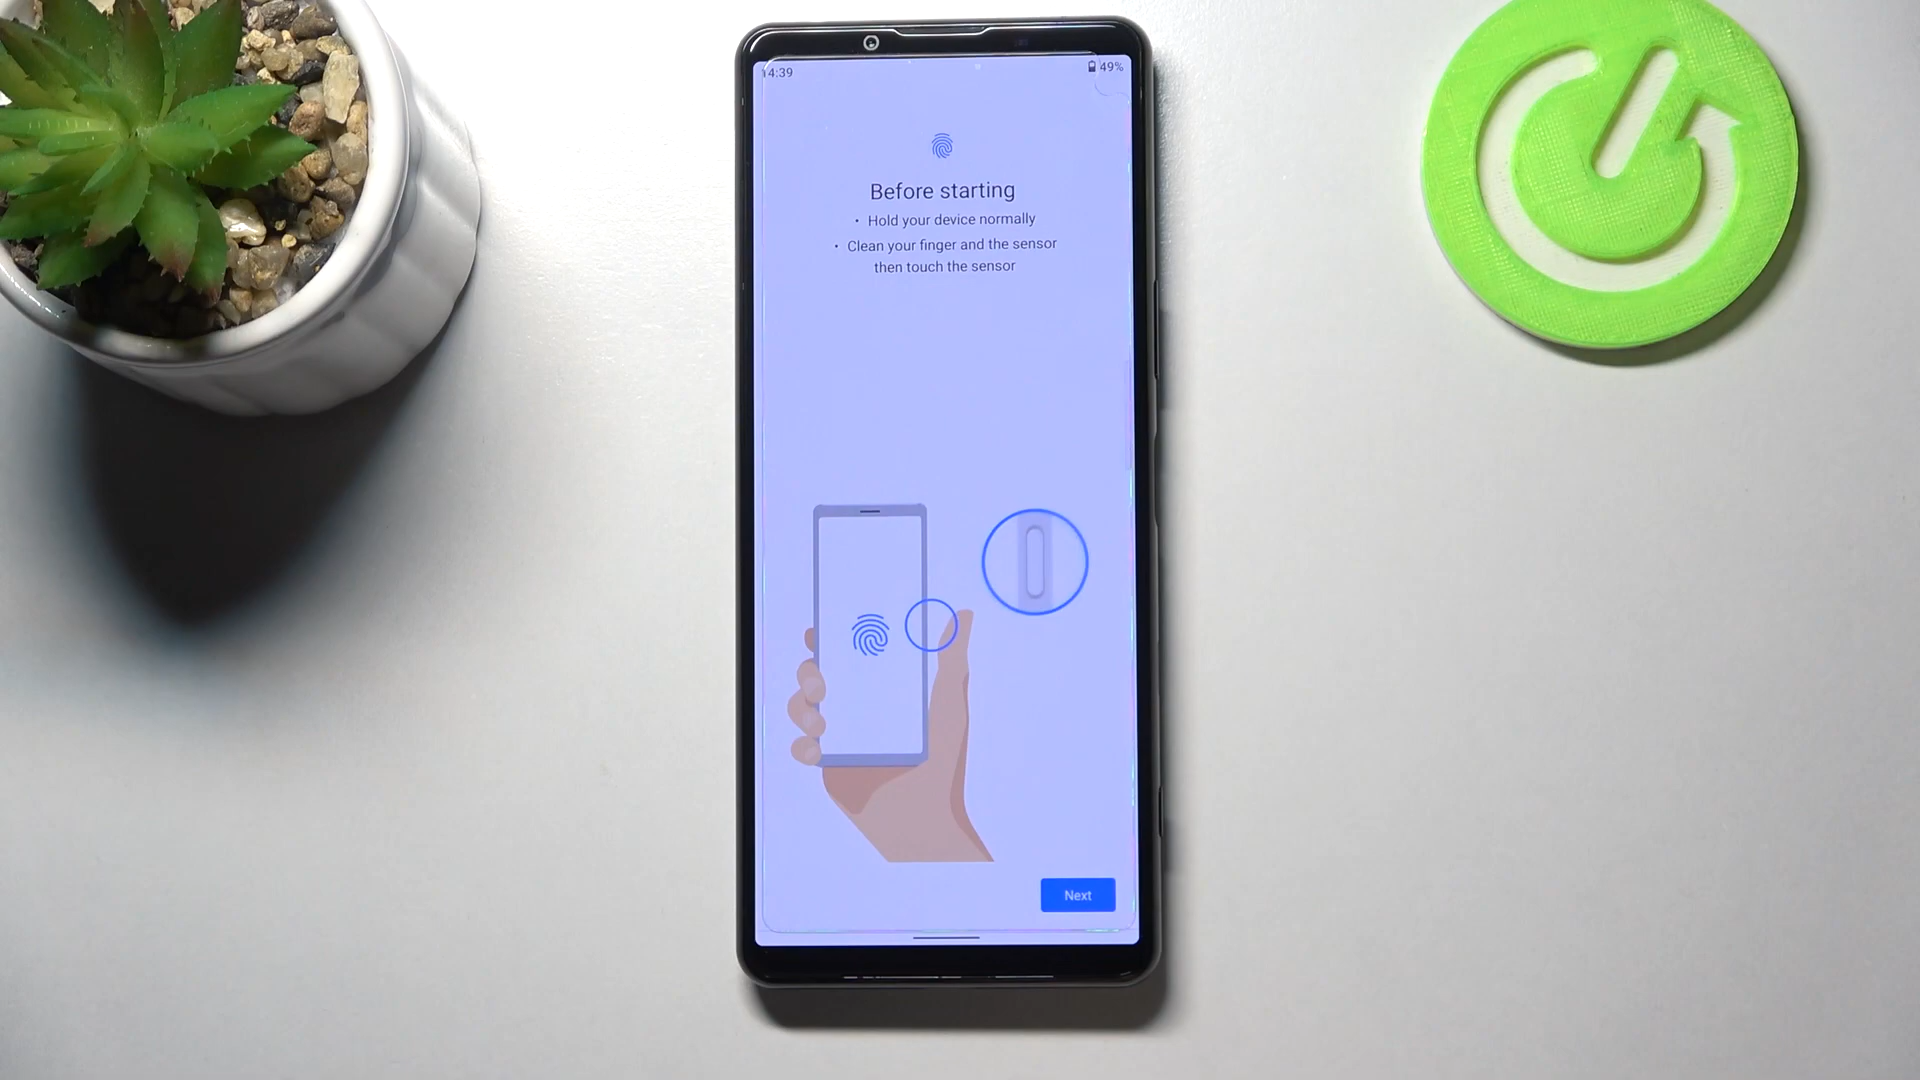 14:39
49%
Before starting
• Hold your device normally
• Clean your finger and the sensor
then touch the sensor
Next